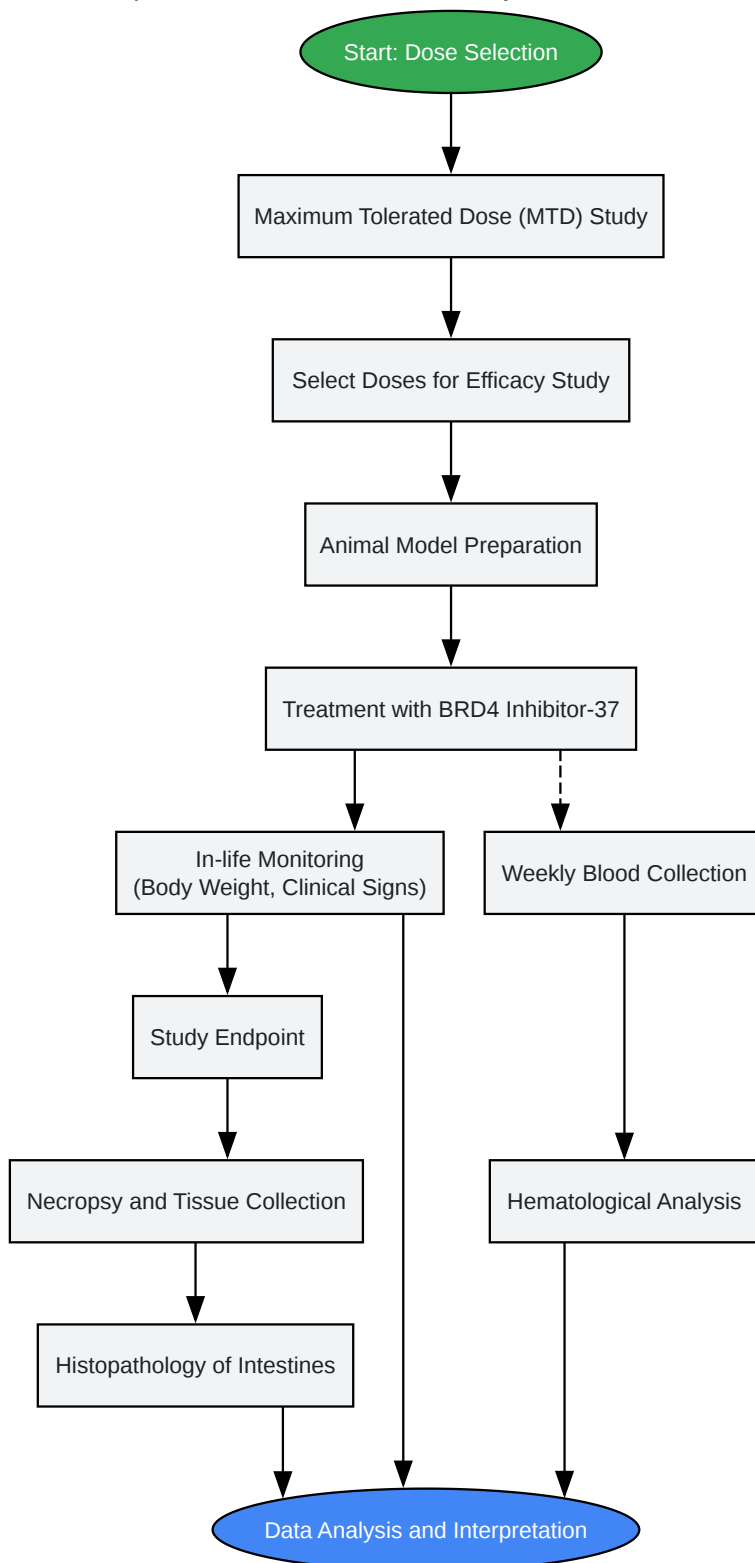 Start: Dose Selection
Maximum Tolerated Dose (MTD) Study
Select Doses for Efficacy Study
Animal Model Preparation
Treatment with BRD4 Inhibitor-37
In-life Monitoring
(Body Weight, Clinical Signs)
Weekly Blood Collection
Study Endpoint
Necropsy and Tissue Collection
Hematological Analysis
Histopathology of Intestines
Data Analysis and Interpretation